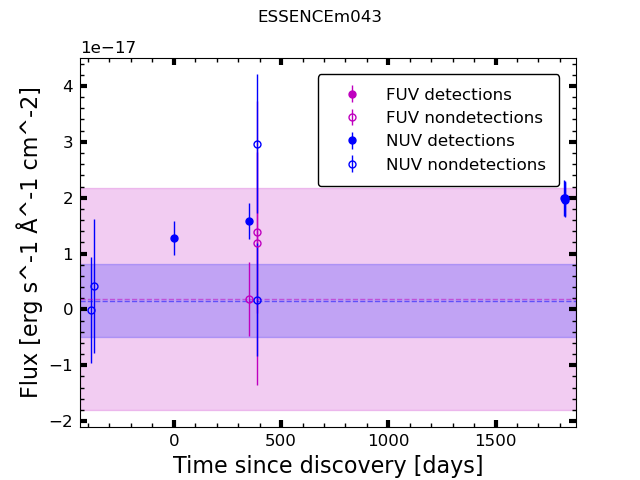 ESSENCEm043
1e−17
FUV detections
FUV nondetections
NUV detections
NUV nondetections
4
3
2
1
0
−1
−2
0 500 1000 1500
Flux [erg s^-1 Å^-1 cm^-2]
Time since discovery [days]